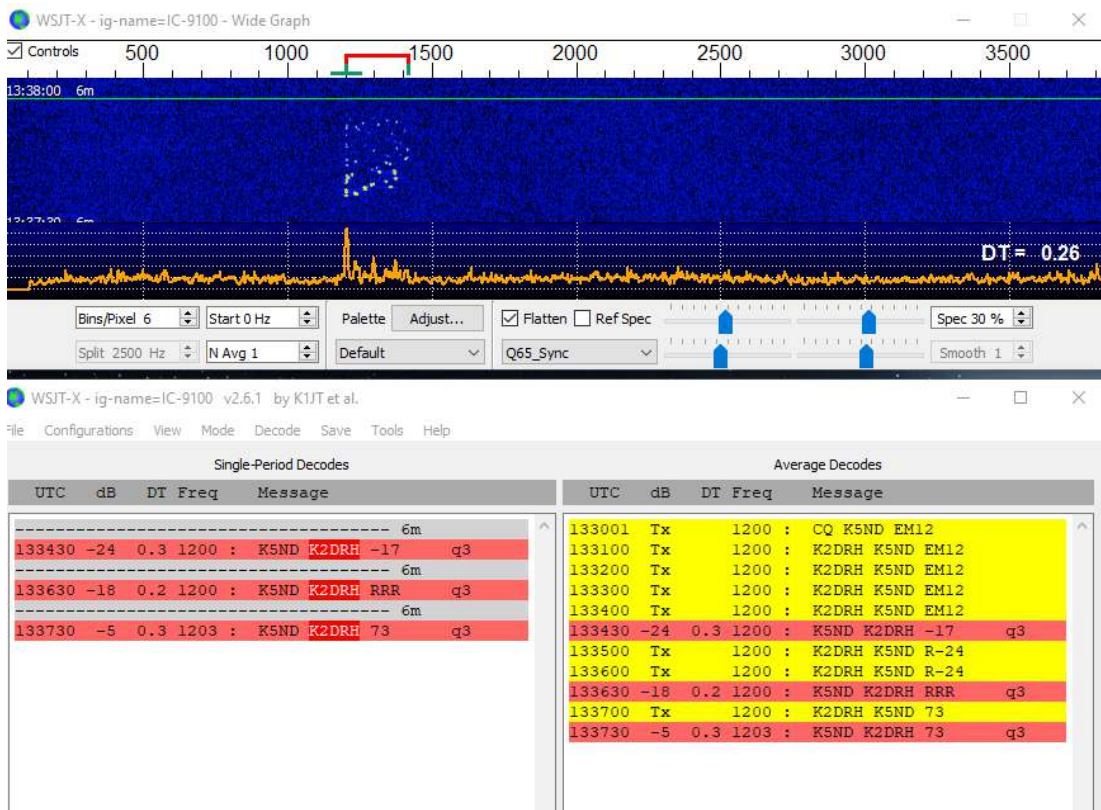 WSJT-X - ig-name=IC-9100 - Wide Graph
Controls 500 1000 1500 2000 2500 3000 3500
13:38:00 6m
13:37:30 6m
DT = 0.26
Bins/Pixel 6 Start 0 Hz Palette Adjust... Flatten Ref Spec Spec 30 %
Split 2500 Hz N Avg 1 Default Q65_Sync Smooth 1
WSJT-X - ig-name=IC-9100 v2.6.1 by K1JT et al.
File Configurations View Mode Decode Save Tools Help
Single-Period Decodes
UTC dB DT Freq Message
---------------------------------------- 6m
133430 -24 0.3 1200 : K5ND K2DRH -17 q3
---------------------------------------- 6m
133630 -18 0.2 1200 : K5ND K2DRH RRR q3
---------------------------------------- 6m
133730 -5 0.3 1203 : K5ND K2DRH 73 q3
Average Decodes
UTC dB DT Freq Message
133001 Tx 1200 : CQ K5ND EM12
133100 Tx 1200 : K2DRH K5ND EM12
133200 Tx 1200 : K2DRH K5ND EM12
133300 Tx 1200 : K2DRH K5ND EM12
133400 Tx 1200 : K2DRH K5ND EM12
133430 -24 0.3 1200 : K5ND K2DRH -17 q3
133500 Tx 1200 : K2DRH K5ND R-24
133600 Tx 1200 : K2DRH K5ND R-24
133630 -18 0.2 1200 : K5ND K2DRH RRR q3
133700 Tx 1200 : K2DRH K5ND 73
133730 -5 0.3 1203 : K5ND K2DRH 73 q3